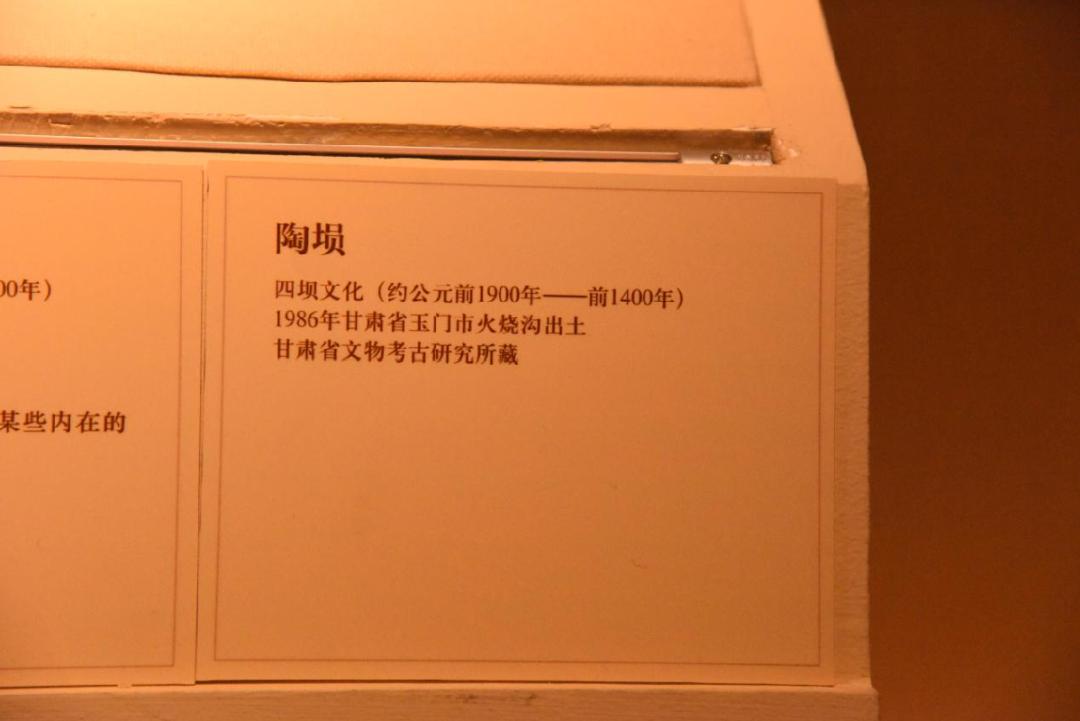 00年）
某些内在的
陶埙
四坝文化（约公元前1900年——前1400年）
1986年甘肃省玉门市火烧沟出土
甘肃省文物考古研究所藏